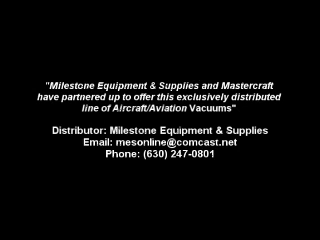 "Milestone Equipment & Supplies and Mastercraft
have partnered up to offer this exclusively distributed
line of Aircraft/Aviation Vacuums"
Distributor: Milestone Equipment & Supplies
Email: mesonline@comcast.net
Phone: (630) 247-0801